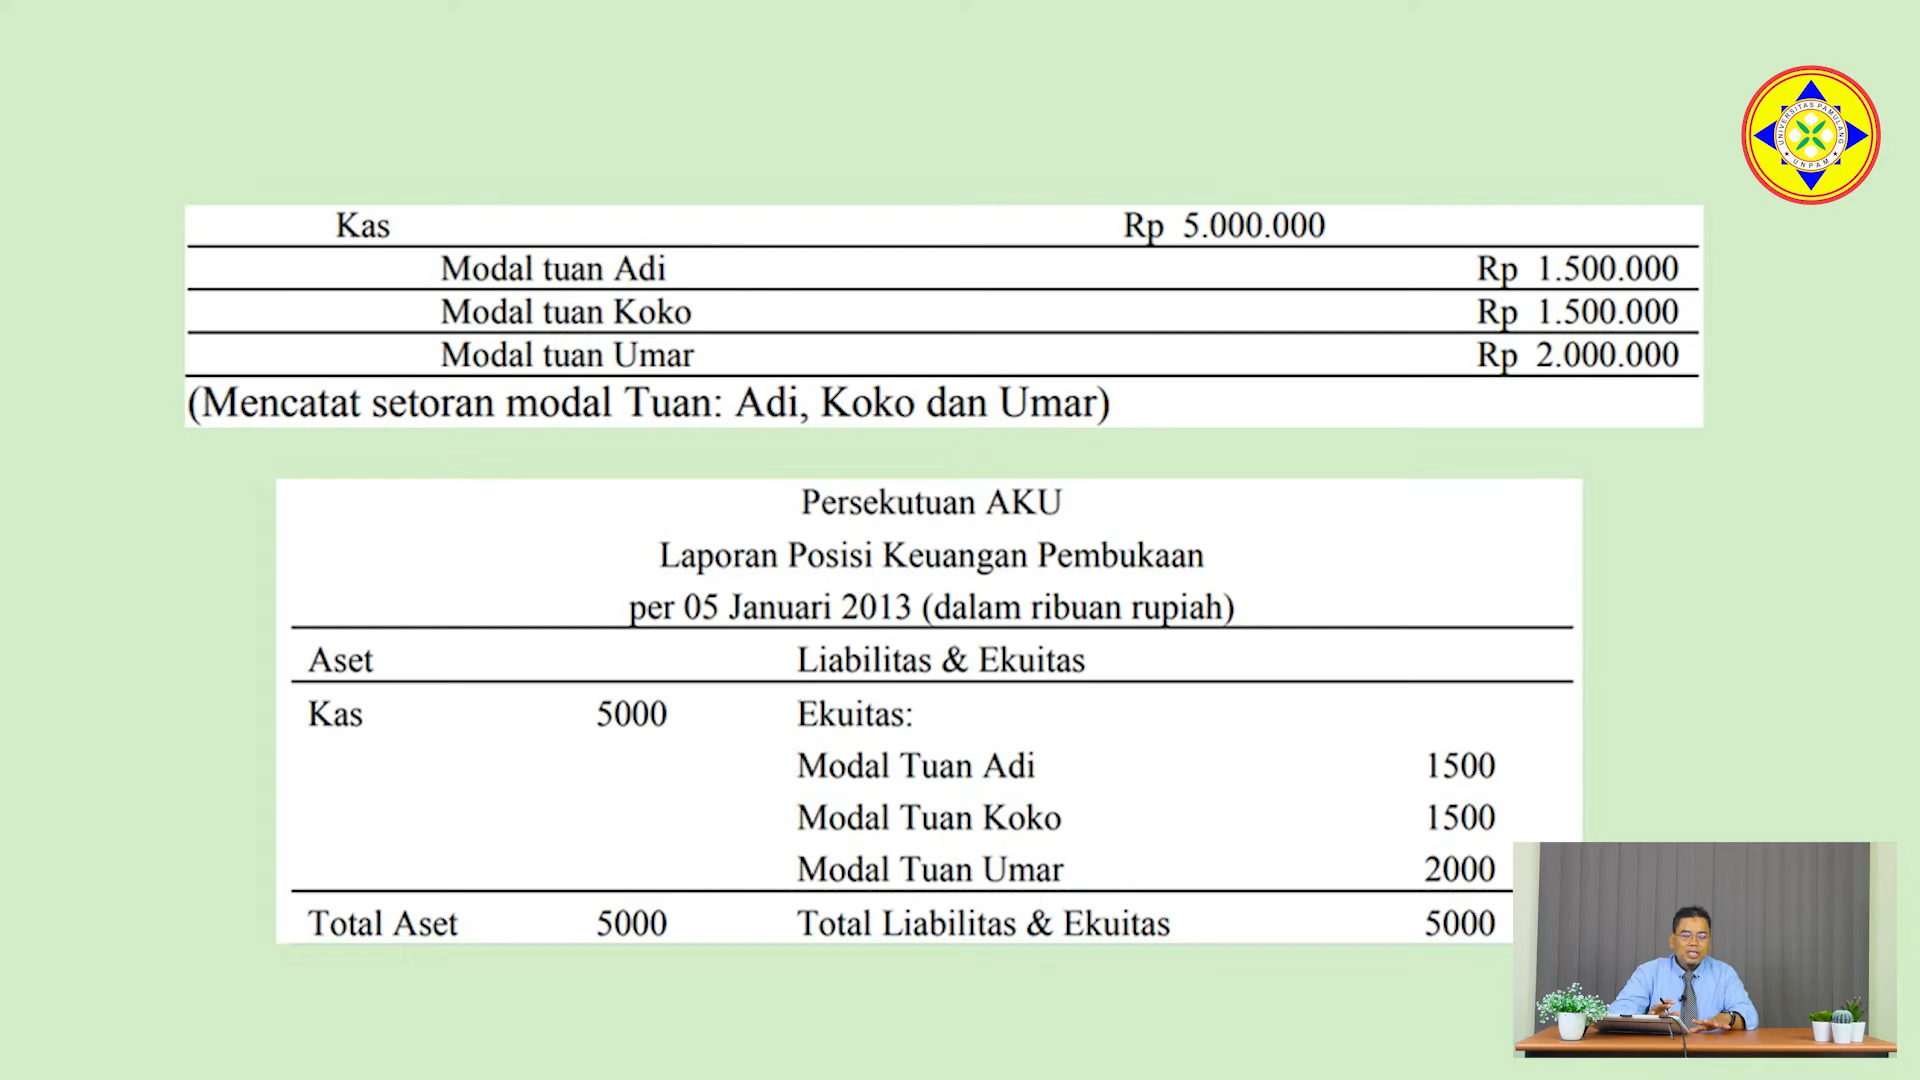 UNIVERSITAS PAMULANG
UNPAM
Kas Rp 5.000.000
Modal tuan Adi Rp 1.500.000
Modal tuan Koko Rp 1.500.000
Modal tuan Umar Rp 2.000.000
(Mencatat setoran modal Tuan: Adi, Koko dan Umar)
Persekutuan AKU
Laporan Posisi Keuangan Pembukaan
per 05 Januari 2013 (dalam ribuan rupiah)
Aset Liabilitas & Ekuitas
Kas 5000 Ekuitas:
Modal Tuan Adi 1500
Modal Tuan Koko 1500
Modal Tuan Umar 2000
Total Aset 5000 Total Liabilitas & Ekuitas 5000